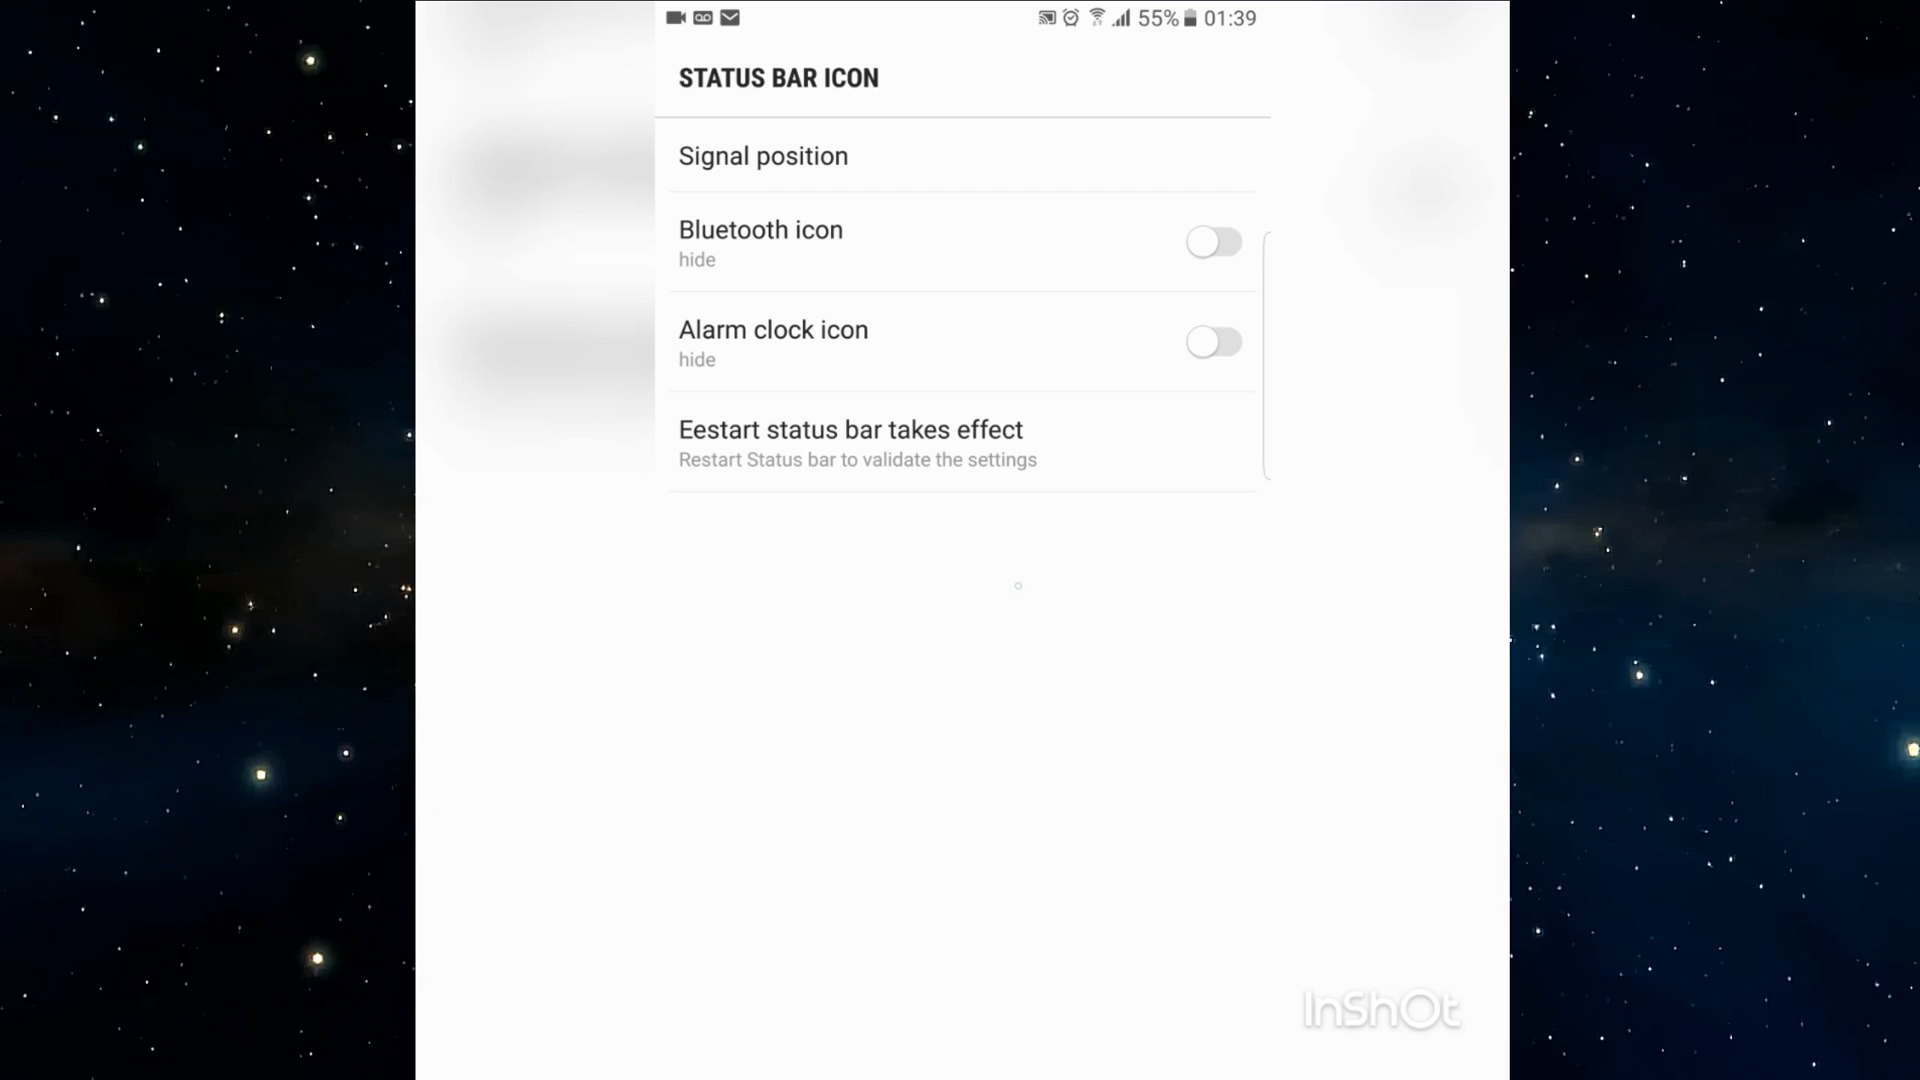 55% 01:39
STATUS BAR ICON
Signal position
Bluetooth icon
hide
Alarm clock icon
hide
Eestart status bar takes effect
Restart Status bar to validate the settings
InShOt